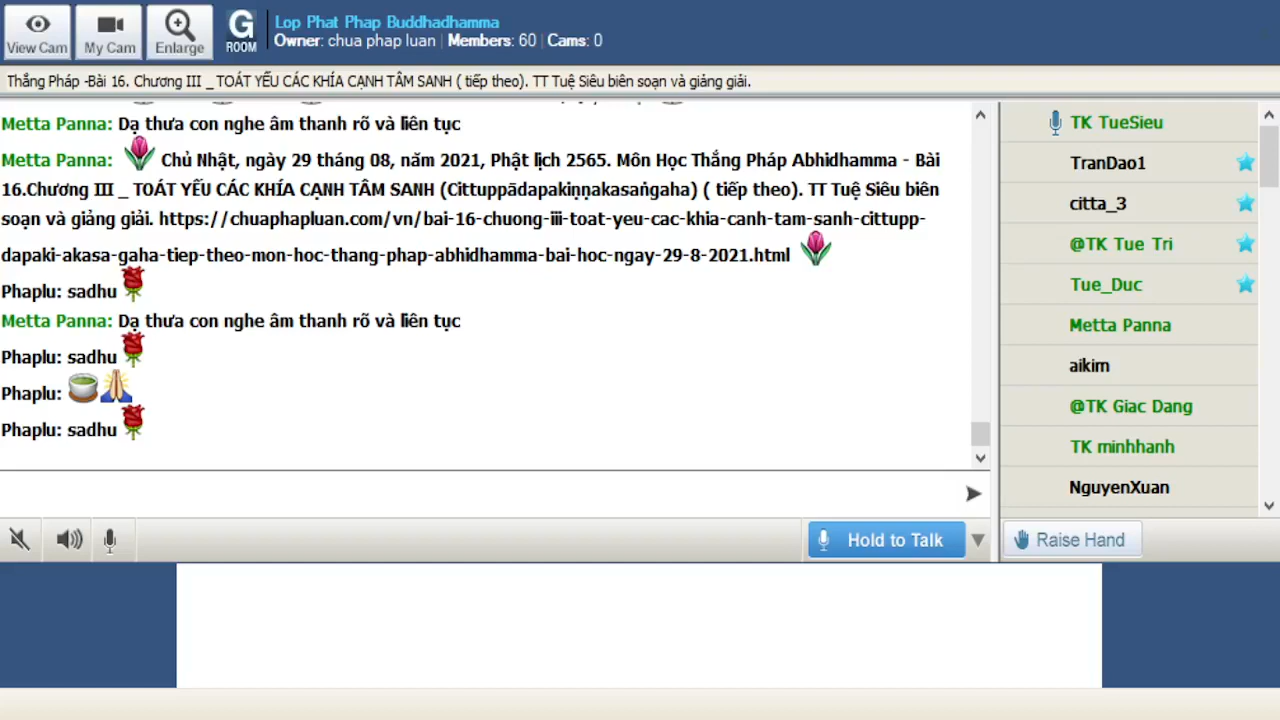 View Cam
My Cam
Enlarge
G
ROOM
Lop Phat Phap Buddhadhamma
Owner: chua phap luan | Members: 60 | Cams: 0
Thắng Pháp -Bài 16. Chương III _ TOÁT YẾU CÁC KHÍA CẠNH TÂM SANH ( tiếp theo). TT Tuệ Siêu biên soạn và giảng giải.
Metta Panna: Dạ thưa con nghe âm thanh rõ và liên tục
Metta Panna: Chủ Nhật, ngày 29 tháng 08, năm 2021, Phật lịch 2565. Môn Học Thắng Pháp Abhidhamma - Bài
16.Chương III _ TOÁT YẾU CÁC KHÍA CẠNH TÂM SANH (Cittuppādapakiṇṇakasaṅgaha) ( tiếp theo). TT Tuệ Siêu biên
soạn và giảng giải. https://chuaphapluan.com/vn/bai-16-chuong-iii-toat-yeu-cac-khia-canh-tam-sanh-cittupp-
dapaki-akasa-gaha-tiep-theo-mon-hoc-thang-phap-abhidhamma-bai-hoc-ngay-29-8-2021.html
Phaplu: sadhu
Metta Panna: Dạ thưa con nghe âm thanh rõ và liên tục
Phaplu: sadhu
Phaplu:
Phaplu: sadhu
TK TueSieu
TranDao1
citta_3
@TK Tue Tri
Tue_Duc
Metta Panna
aikim
@TK Giac Dang
TK minhhanh
NguyenXuan
Hold to Talk
Raise Hand